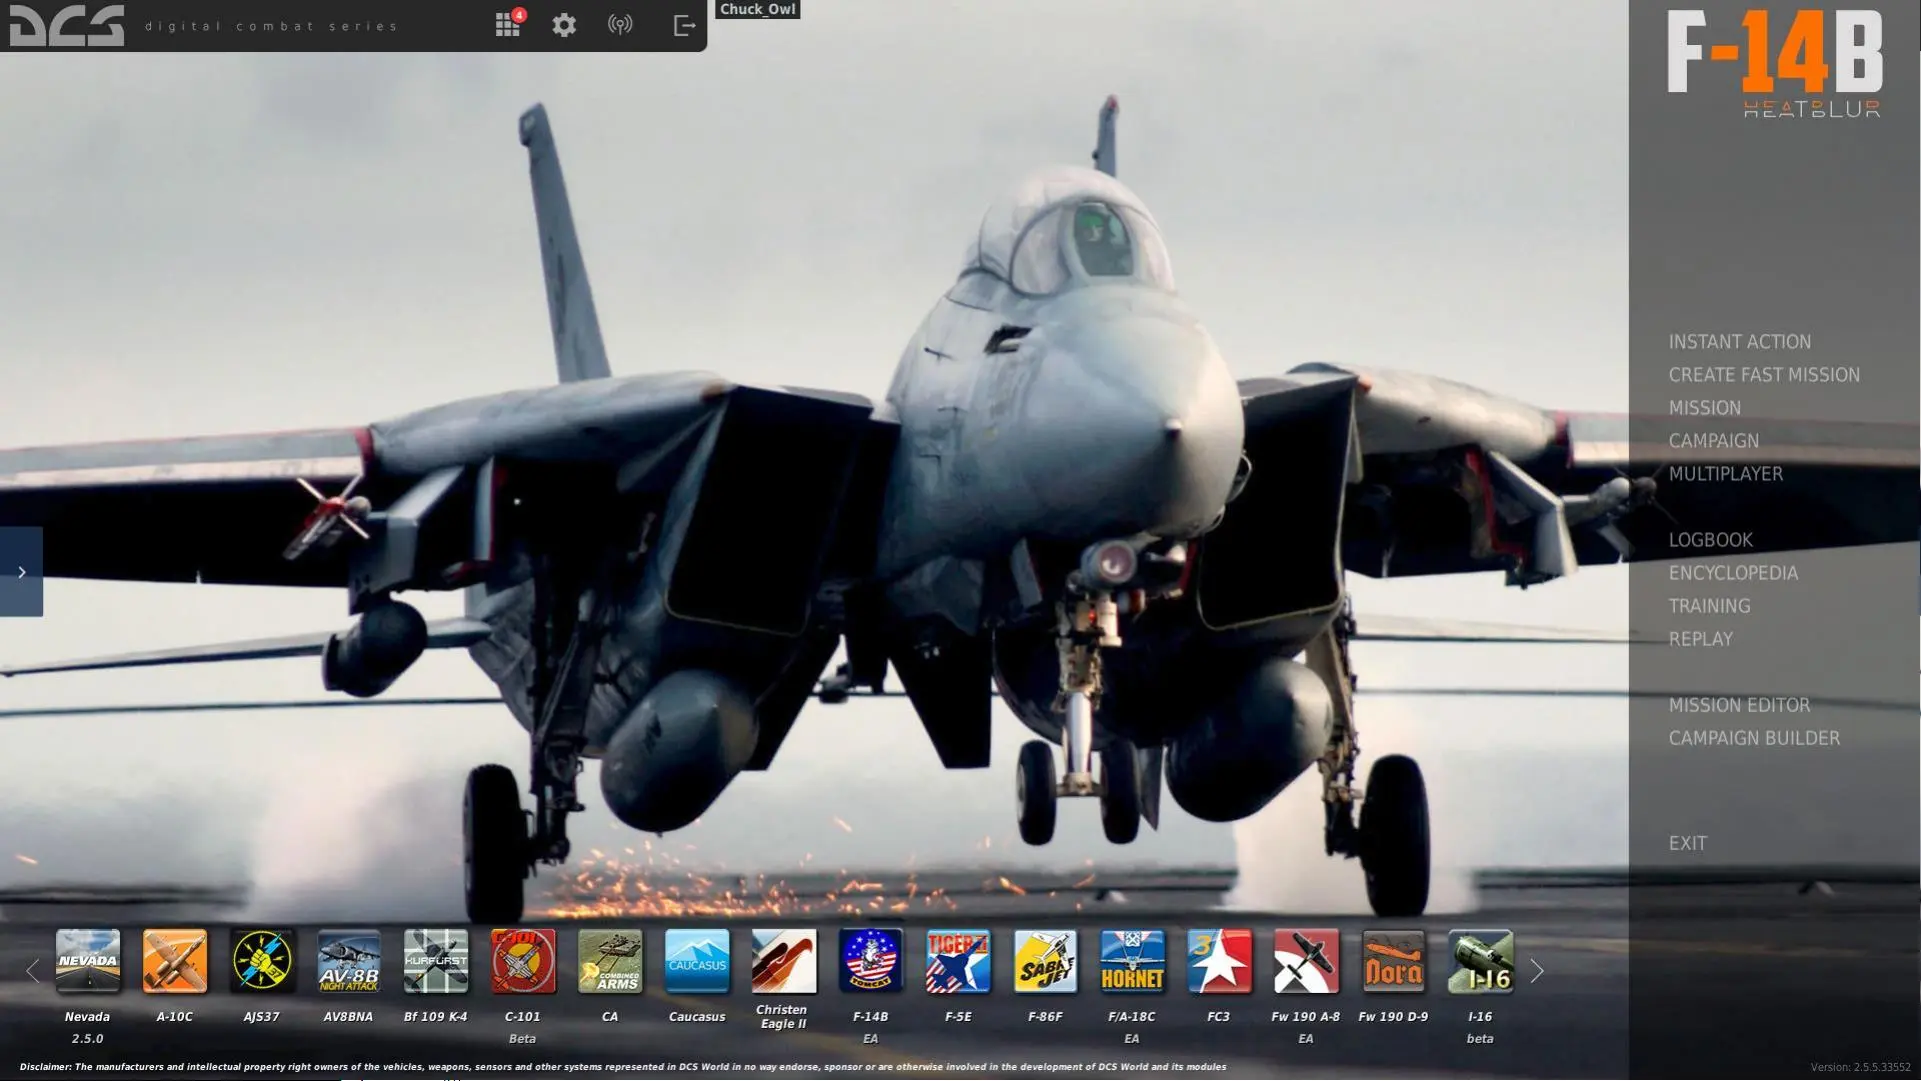 DCS digital combat series
4
Chuck_Owl
F-14B
HEATBLUR
INSTANT ACTION
CREATE FAST MISSION
MISSION
CAMPAIGN
MULTIPLAYER
LOGBOOK
ENCYCLOPEDIA
TRAINING
REPLAY
MISSION EDITOR
CAMPAIGN BUILDER
EXIT
NEVADA
37
AV-8B
NIGHT ATTACK
KURFÜRST
C-101
COMBINED
ARMS
CAUCASUS
TOMCAT
TIGER II
SABRE
JET
HORNET
3
Dora
I-16
Nevada
2.5.0
A-10C
AJS37
AV8BNA
Bf 109 K-4
C-101
Beta
CA
Caucasus
Christen
Eagle II
F-14B
EA
F-5E
F-86F
F/A-18C
EA
FC3
Fw 190 A-8
EA
Fw 190 D-9
I-16
beta
Disclaimer: The manufacturers and intellectual property right owners of the vehicles, weapons, sensors and other systems represented in DCS World in no way endorse, sponsor or are otherwise involved in the development of DCS World and its modules
Version: 2.5.5.33552